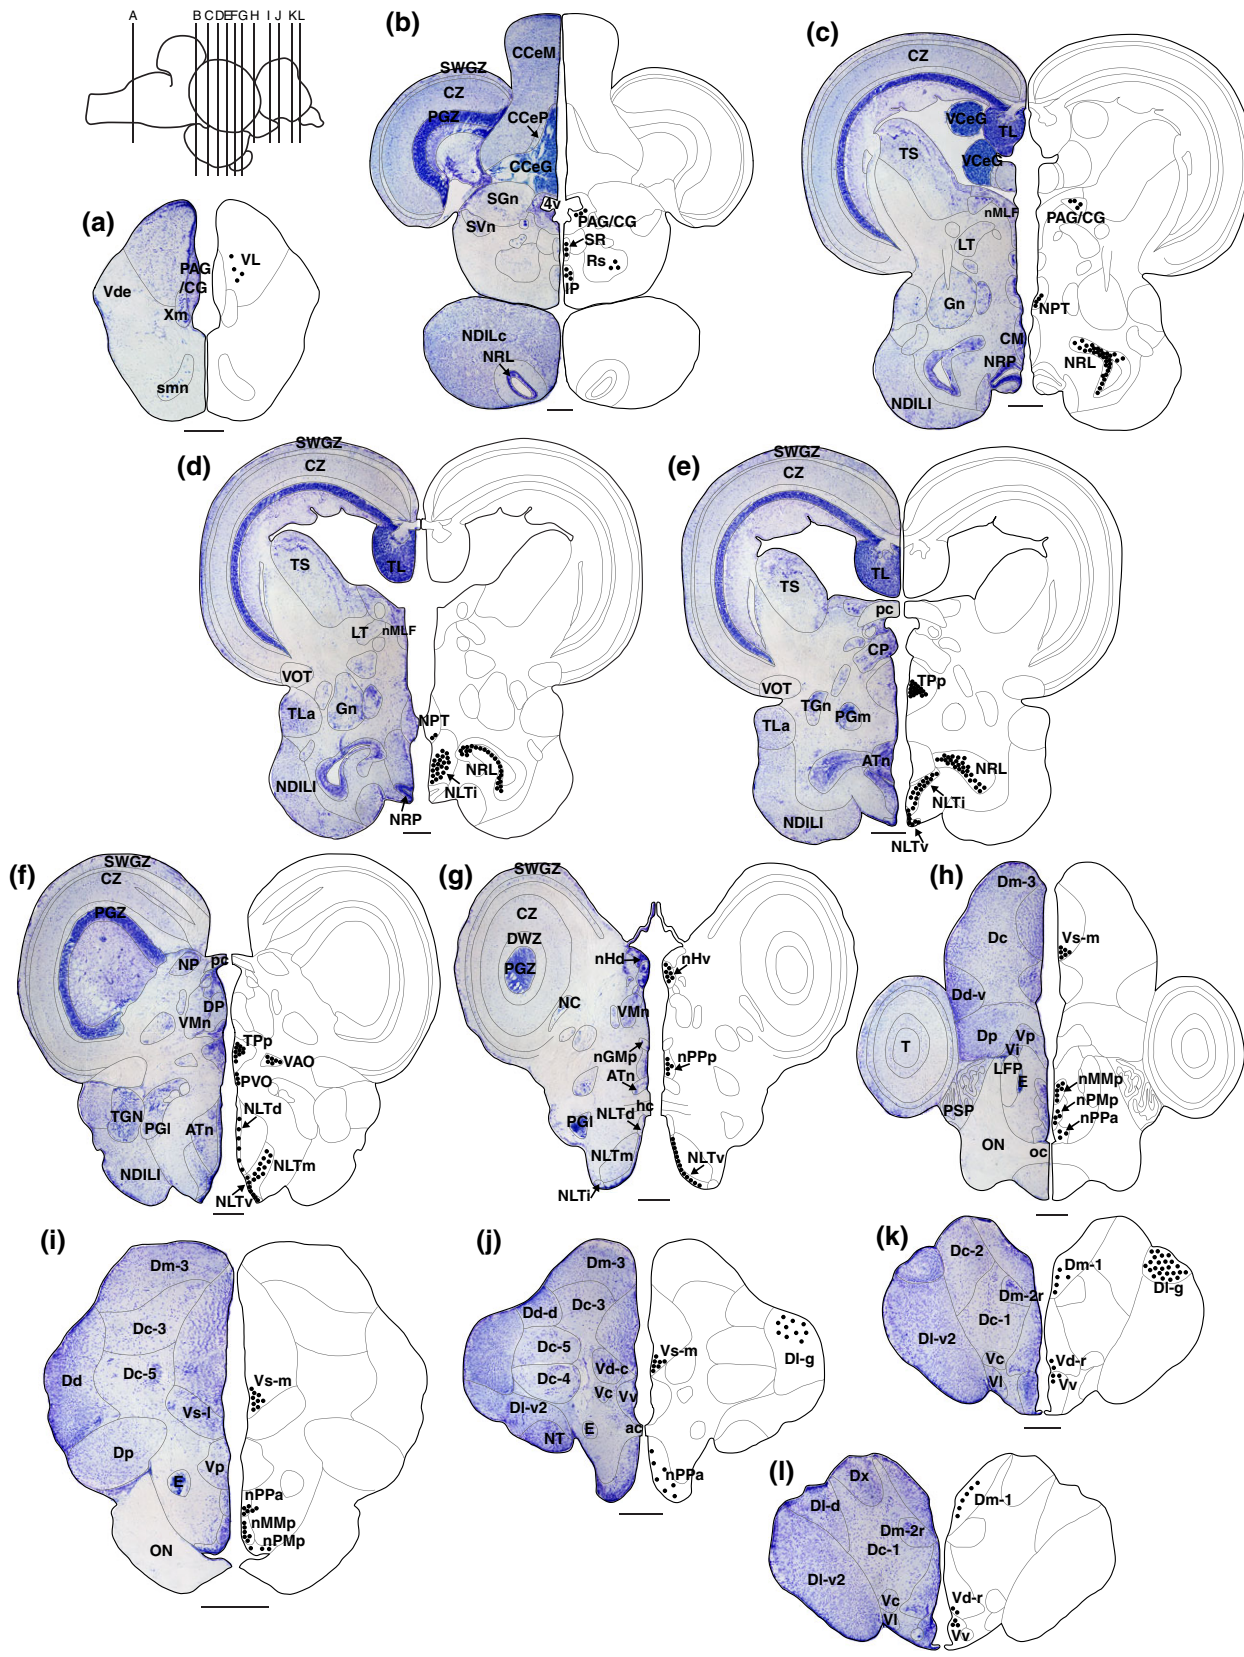 A B C D E F G H I J K L
(a)
PAG
/CG
VL
Vde
Xm
smn
(b)
CCeM
SWGZ
CZ
PGZ
CCeP
CCeG
SGn
4v
PAG/CG
SVn
SR
Rs
IP
NDILc
NRL
(c)
CZ
VCeG
TL
TS
VCeG
nMLF
PAG/CG
LT
Gn
NPT
CM
NRP
NRL
NDILI
(d)
SWGZ
CZ
TS
TL
LT
nMLF
VOT
TLa
Gn
NPT
NRL
NDILI
NLTi
NRP
(e)
SWGZ
CZ
TS
TL
pc
CP
VOT
TPp
TGn
PGm
TLa
ATn
NRL
NLTi
NDILI
NLTv
(f)
SWGZ
CZ
PGZ
NP
pc
DP
VMn
TPp
VAO
PVO
TGN
NLTd
PGl
ATn
NDILI
NLTm
NLTv
(g)
SWGZ
CZ
DWZ
PGZ
nHd
nHv
NC
VMn
nGMp
nPPp
ATn
hc
PGl
NLTd
NLTm
NLTv
NLTi
(h)
Dm-3
Dc
Vs-m
Dd-v
Dp
Vp
Vi
T
LFP
E
nMMp
PSP
nPMp
nPPa
ON
oc
(i)
Dm-3
Dc-3
Dc-5
Dd
Vs-m
Vs-l
Dp
Vp
E
nPPa
nMMp
nPMp
ON
(j)
Dm-3
Dd-d
Dc-3
Dc-5
Vs-m
Dl-g
Dc-4
Vd-c
Vc
Vv
Dl-v2
E
ac
NT
nPPa
(k)
Dc-2
Dm-1
Dl-g
Dm-2r
Dc-1
Dl-v2
Vc
Vd-r
Vl
Vv
(l)
Dx
Dl-d
Dm-1
Dm-2r
Dc-1
Dl-v2
Vc
Vd-r
Vl
Vv